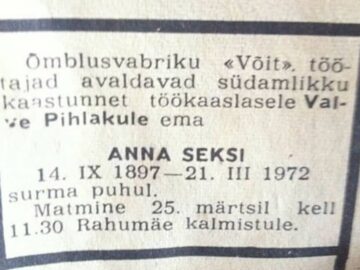 Õmblusvabriku «Võit», töö-
tajad avaldavad südamlikku
kaastunnet töökaaslasele Val-
ve Pihlakule ema
ANNA SEKSI
14. IX 1897—21. III 1972
surma puhul.
Matmine 25. märtsil kell
11.30 Rahumäe kalmistule.